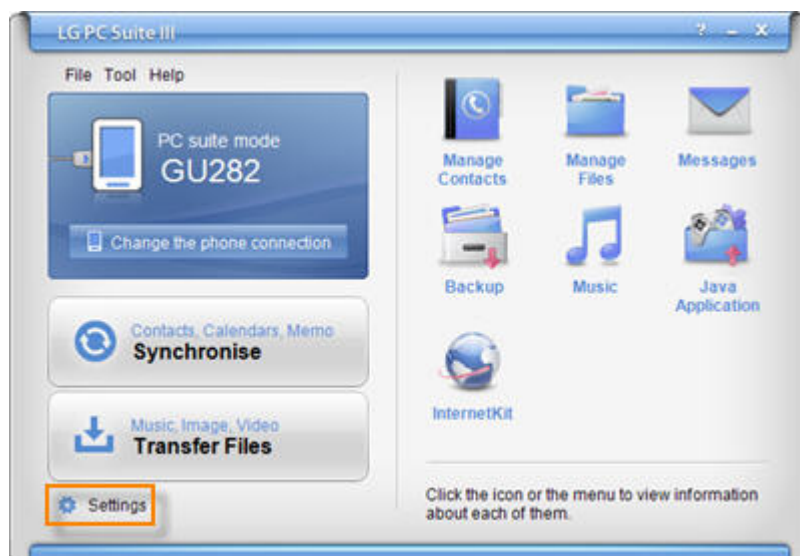 LG PC Suite III
File Tool Help
PC suite mode
GU282
Change the phone connection
Contacts, Calendars, Memo
Synchronise
Music, Image, Video
Transfer Files
Settings
Manage
Contacts
Manage
Files
Messages
Backup
Music
Java
Application
InternetKit
Click the icon or the menu to view information
about each of them.